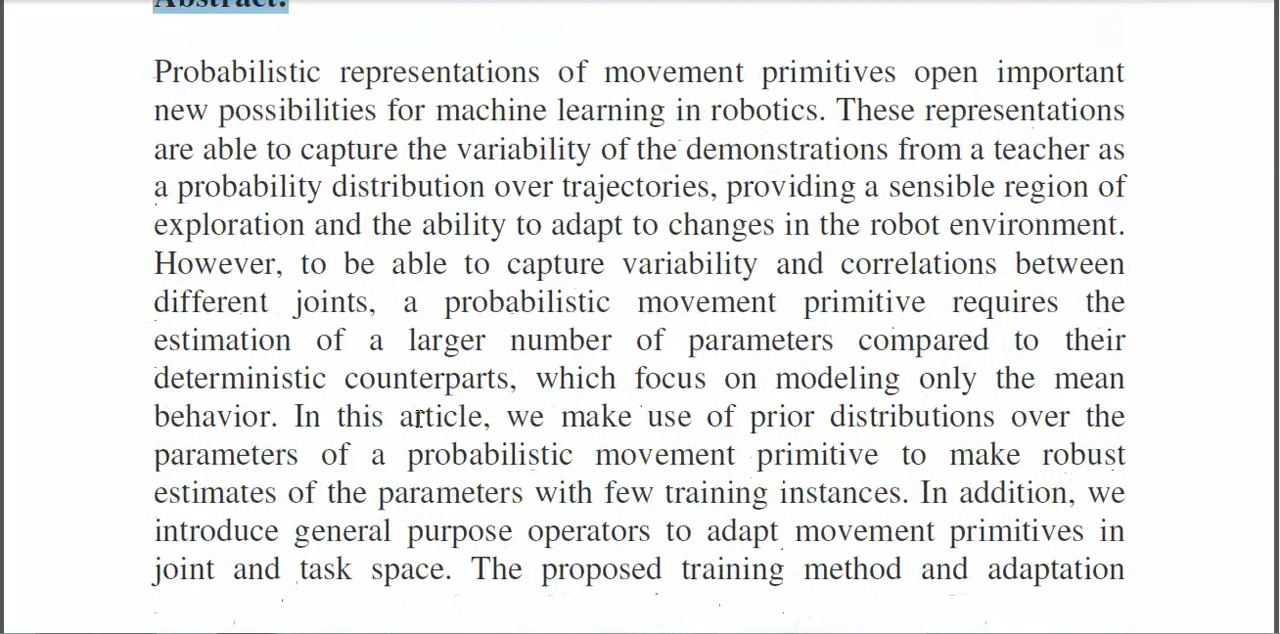 Abstract:
Probabilistic representations of movement primitives open important
new possibilities for machine learning in robotics. These representations
are able to capture the variability of the demonstrations from a teacher as
a probability distribution over trajectories, providing a sensible region of
exploration and the ability to adapt to changes in the robot environment.
However, to be able to capture variability and correlations between
different joints, a probabilistic movement primitive requires the
estimation of a larger number of parameters compared to their
deterministic counterparts, which focus on modeling only the mean
behavior. In this article, we make use of prior distributions over the
parameters of a probabilistic movement primitive to make robust
estimates of the parameters with few training instances. In addition, we
introduce general purpose operators to adapt movement primitives in
joint and task space. The proposed training method and adaptation